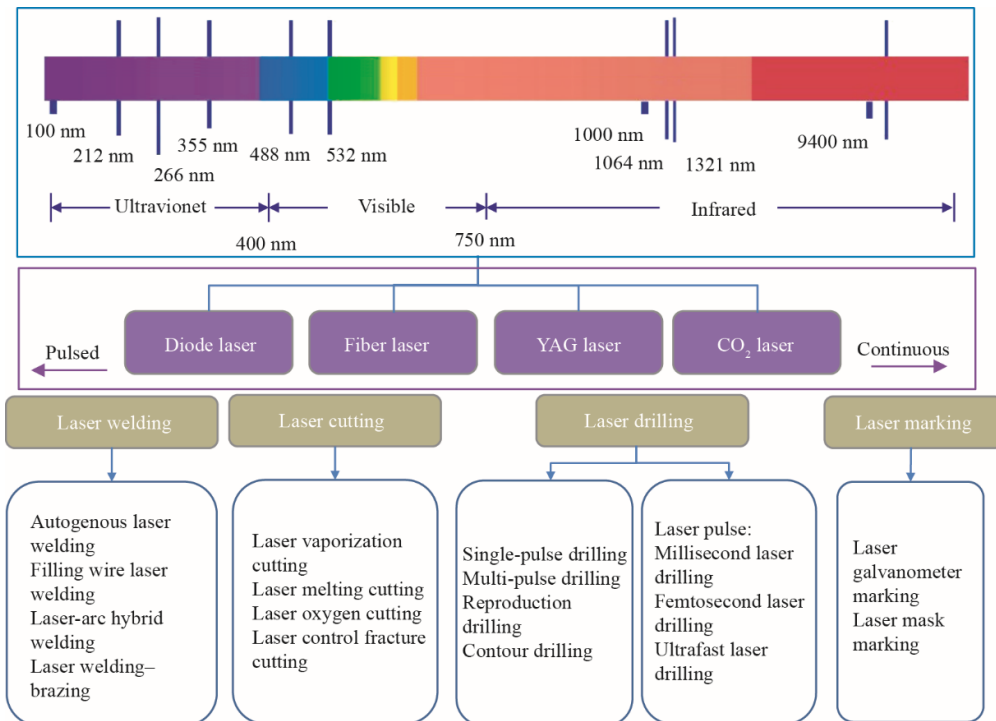 100 nm
212 nm
266 nm
355 nm
488 nm
532 nm
1000 nm
1064 nm
1321 nm
9400 nm
Ultravionet
Visible
Infrared
400 nm
750 nm
Pulsed
Diode laser
Fiber laser
YAG laser
CO₂ laser
Continuous
Laser welding
Laser cutting
Laser drilling
Laser marking
Autogenous laser
welding
Filling wire laser
welding
Laser-arc hybrid
welding
Laser welding–
brazing
Laser vaporization
cutting
Laser melting cutting
Laser oxygen cutting
Laser control fracture
cutting
Single-pulse drilling
Multi-pulse drilling
Reproduction
drilling
Contour drilling
Laser pulse:
Millisecond laser
drilling
Femtosecond laser
drilling
Ultrafast laser
drilling
Laser
galvanometer
marking
Laser mask
marking